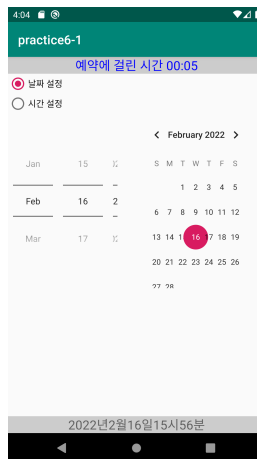 4:04
practice6-1
예약에 걸린 시간 00:05
날짜 설정
시간 설정
February 2022
Jan 15
S M T W T F S
1 2 3 4 5
Feb 16 2
6 7 8 9 10 11 12
Mar 17
13 14 16 17 18 19
20 21 22 23 24 25 26
27 28
2022년2월16일15시56분